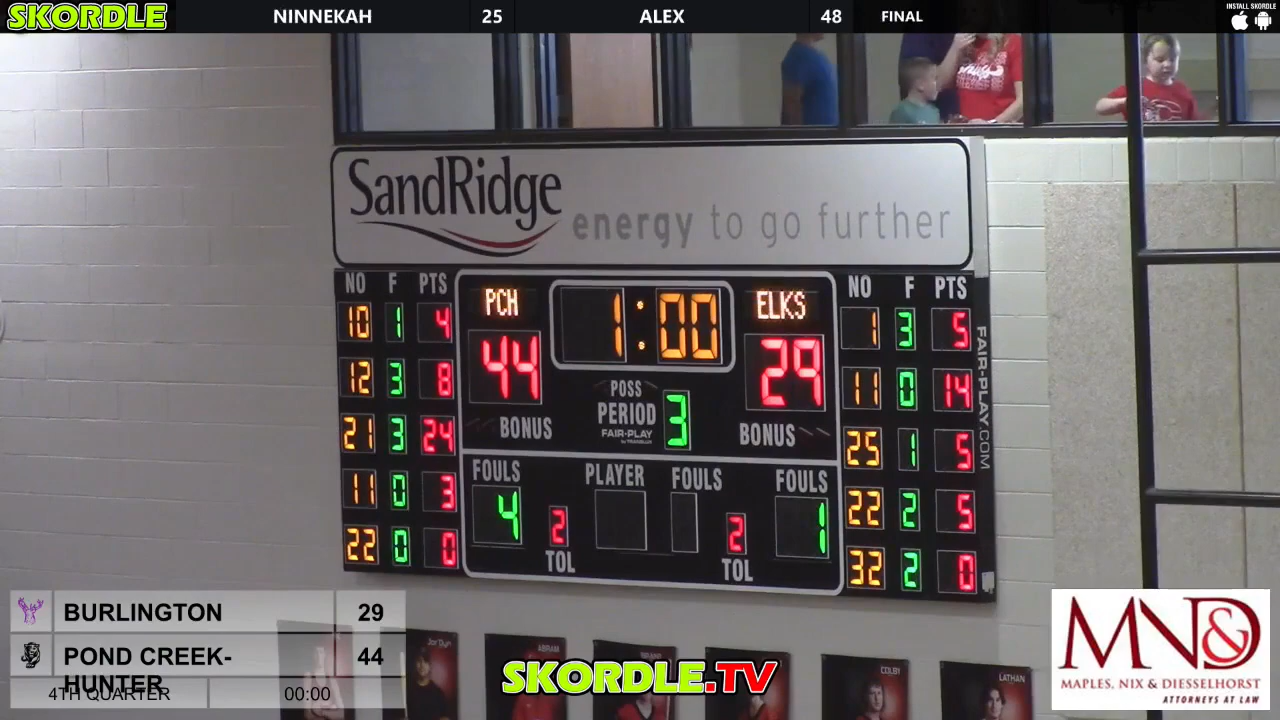 SKORDLE
NINNEKAH 25 ALEX 48 FINAL
INSTALL SKORDLE
SandRidge
energy to go further
NO F PTS
10 1 4
12 3 8
21 3 24
11 0 3
22 0 0
PCH
44
1:00
ELKS
29
POSS
PERIOD 3
FAIR-PLAY
BONUS
BONUS
FOULS PLAYER FOULS FOULS
4 2 2 1
TOL TOL
NO F PTS
1 3 5
11 0 14
25 1 5
22 2 5
32 2 0
FAIR-PLAY.COM
BURLINGTON 29
POND CREEK- 44
HUNTER
4TH QUARTER 00:00
COLBY
LATHAN
SKORDLE.TV
MN&D
MAPLES, NIX & DIESSELHORST
ATTORNEYS AT LAW